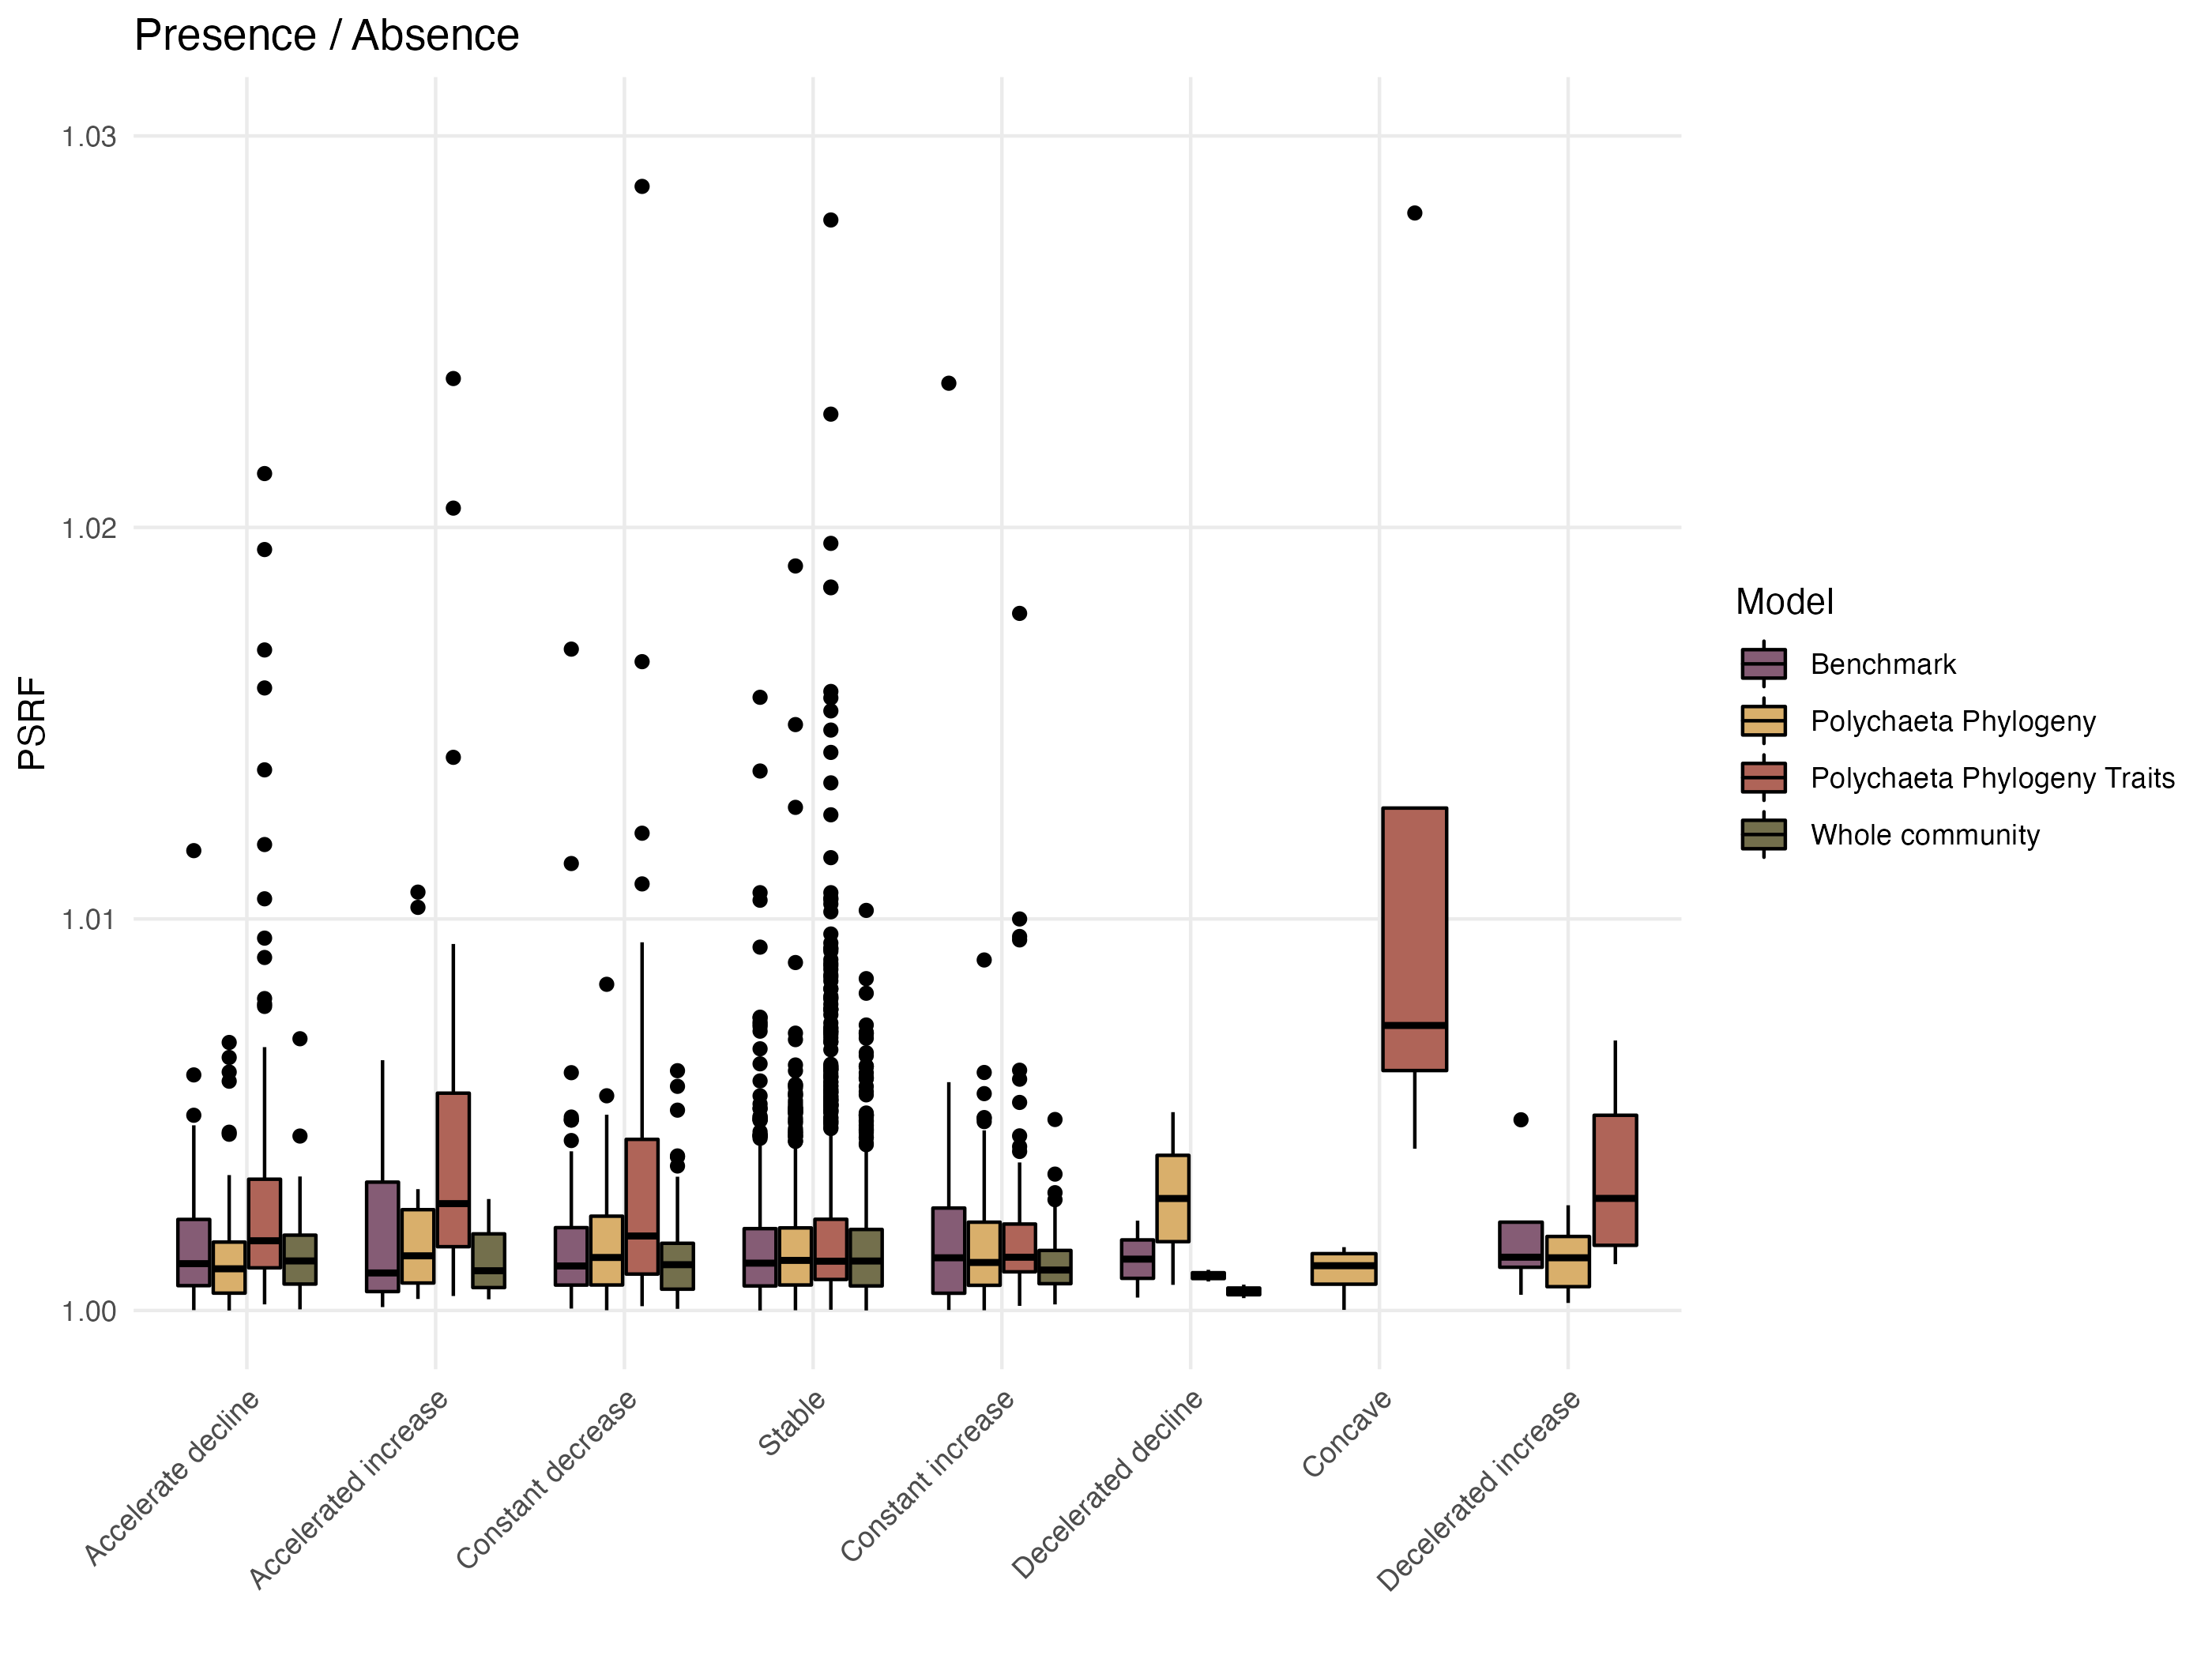 Presence / Absence
PSRF
1.03
1.02
1.01
1.00
Accelerate decline
Accelerated increase
Constant decrease
Stable
Constant increase
Decelerated decline
Concave
Decelerated increase
Model
Benchmark
Polychaeta Phylogeny
Polychaeta Phylogeny Traits
Whole community